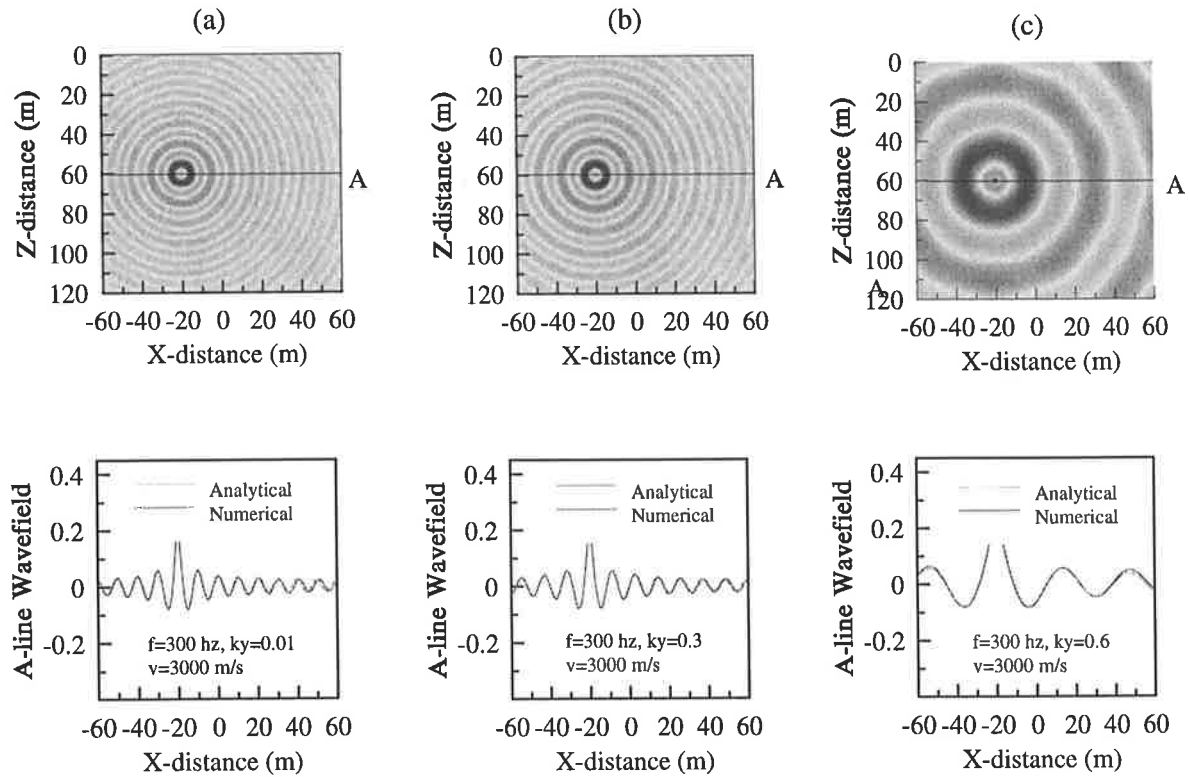 (a)
0
20
40
60
80
100
120
Z-distance (m)
A
-60 -40 -20 0 20 40 60
X-distance (m)
(b)
0
20
40
60
80
100
120
Z-distance (m)
A
-60 -40 -20 0 20 40 60
X-distance (m)
(c)
0
20
40
60
80
100
120
Z-distance (m)
A
A
-60 -40 -20 0 20 40 60
X-distance (m)
0.4
0.2
0
-0.2
A-line Wavefield
Analytical
Numerical
f=300 hz, ky=0.01
v=3000 m/s
-60 -40 -20 0 20 40 60
X-distance (m)
0.4
0.2
0
-0.2
A-line Wavefield
Analytical
Numerical
f=300 hz, ky=0.3
v=3000 m/s
-60 -40 -20 0 20 40 60
X-distance (m)
0.4
0.2
0
-0.2
A-line Wavefield
Analytical
Numerical
f=300 hz, ky=0.6
v=3000 m/s
-60 -40 -20 0 20 40 60
X-distance (m)